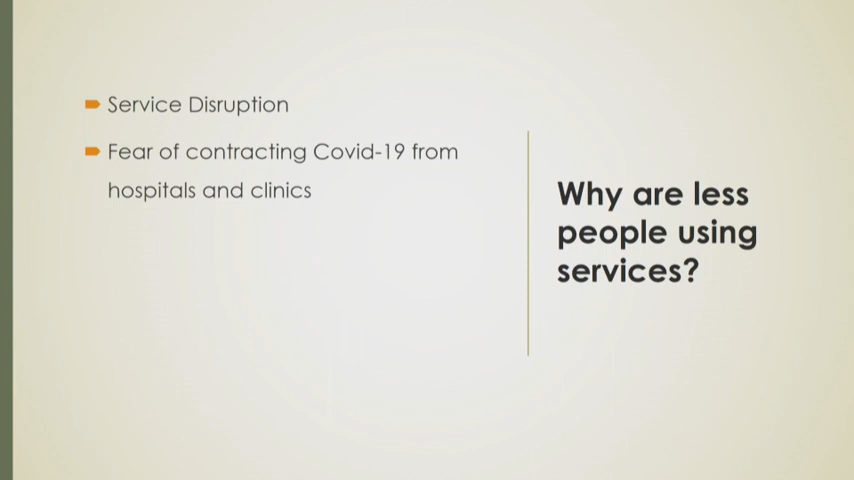 Service Disruption
Fear of contracting Covid-19 from
hospitals and clinics
Why are less
people using
services?